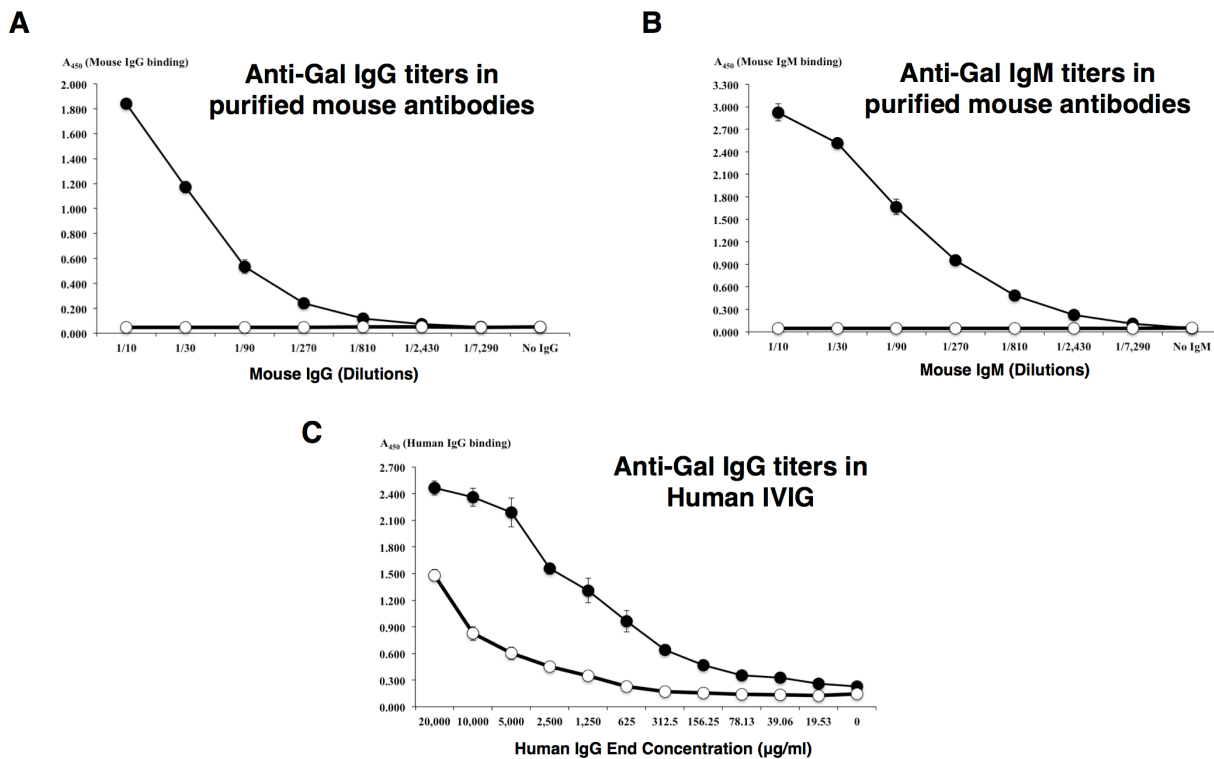 A
A450 (Mouse IgG binding)
Anti-Gal IgG titers in
purified mouse antibodies
2.000
1.800
1.600
1.400
1.200
1.000
0.800
0.600
0.400
0.200
0.000
1/10 1/30 1/90 1/270 1/810 1/2,430 1/7,290 No IgG
Mouse IgG (Dilutions)
B
A450 (Mouse IgM binding)
Anti-Gal IgM titers in
purified mouse antibodies
3.300
3.000
2.700
2.400
2.100
1.800
1.500
1.200
0.900
0.600
0.300
0.000
1/10 1/30 1/90 1/270 1/810 1/2,430 1/7,290 No IgM
Mouse IgM (Dilutions)
C
A450 (Human IgG binding)
Anti-Gal IgG titers in
Human IVIG
2.700
2.400
2.100
1.800
1.500
1.200
0.900
0.600
0.300
0.000
20,000 10,000 5,000 2,500 1,250 625 312.5 156.25 78.13 39.06 19.53 0
Human IgG End Concentration (µg/ml)